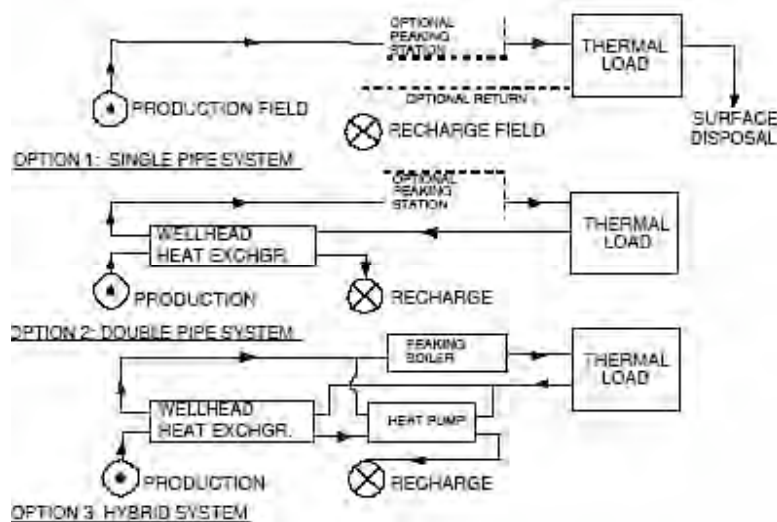 OPTIONAL
PEAKING
STATION
THERMAL
LOAD
PRODUCTION FIELD
OPTIONAL RETURN
RECHARGE FIELD
SURFACE
DISPOSAL
OPTION 1: SINGLE PIPE SYSTEM
OPTIONAL
PEAKING
STATION
THERMAL
LOAD
WELLHEAD
HEAT EXCHGR.
PRODUCTION
RECHARGE
OPTION 2: DOUBLE PIPE SYSTEM
PEAKING
BOILER
THERMAL
LOAD
WELLHEAD
HEAT EXCHGR.
HEAT PUMP
PRODUCTION
RECHARGE
OPTION 3 HYBRID SYSTEM